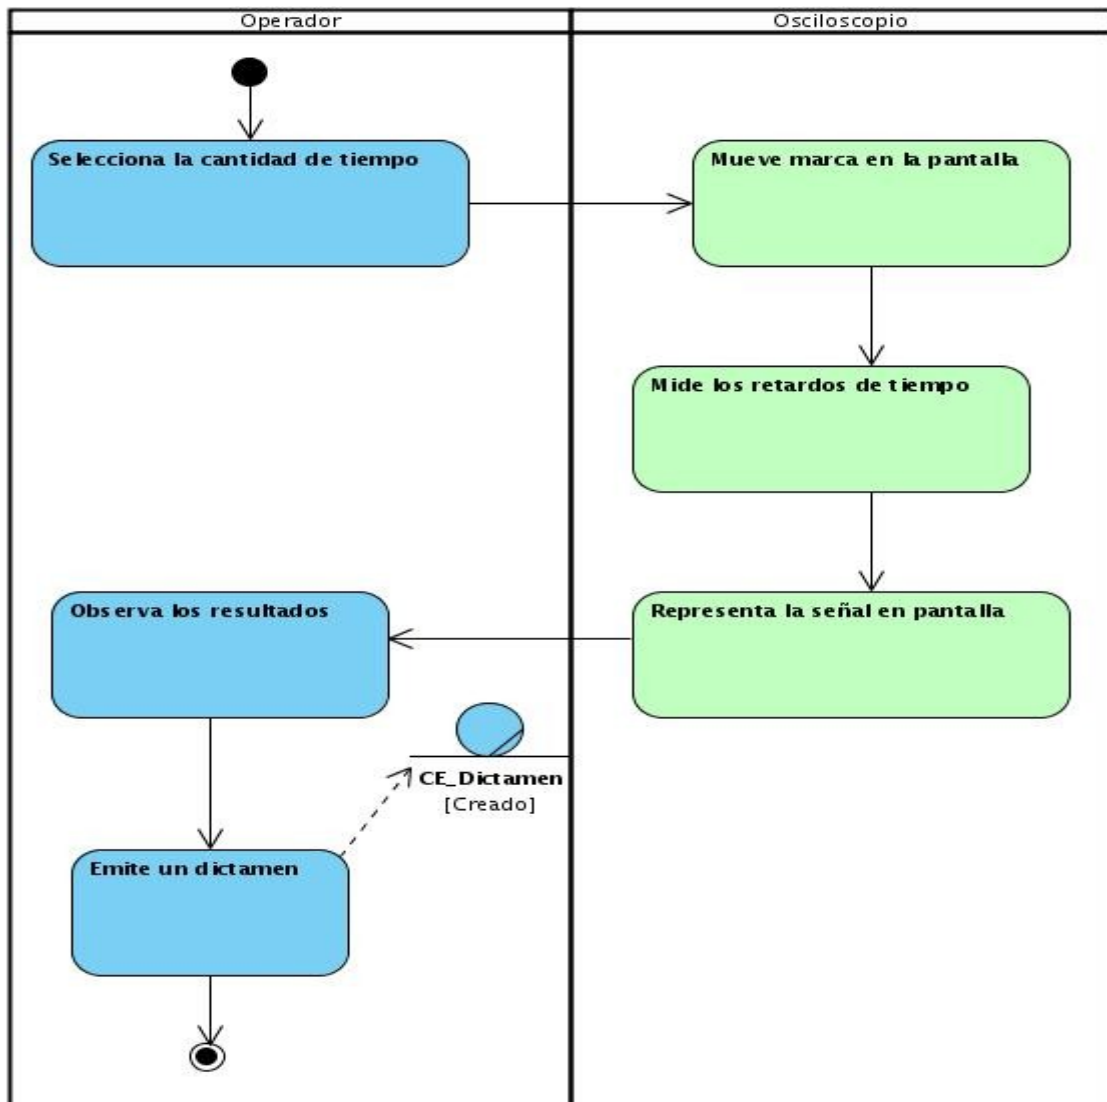 Operador
Osciloscopio
Selecciona la cantidad de tiempo
Mueve marca en la pantalla
Mide los retardos de tiempo
Observa los resultados
Representa la señal en pantalla
CE_Dictamen
[Creado]
Emite un dictamen